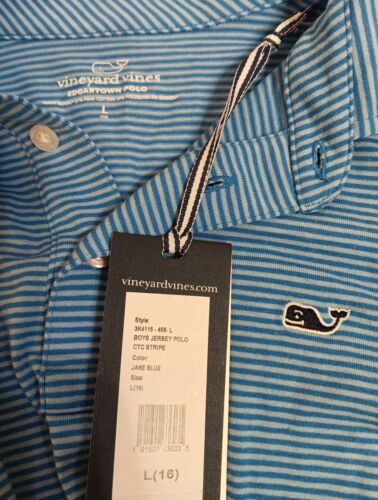 vineyard vines
EDGARTOWN POLO
L
vineyardvines.com
Style:
3K4115 - 456- L
BOYS JERSEY POLO
CTC STRIPE
Color:
JAKE BLUE
Size:
L(16)
L(16)